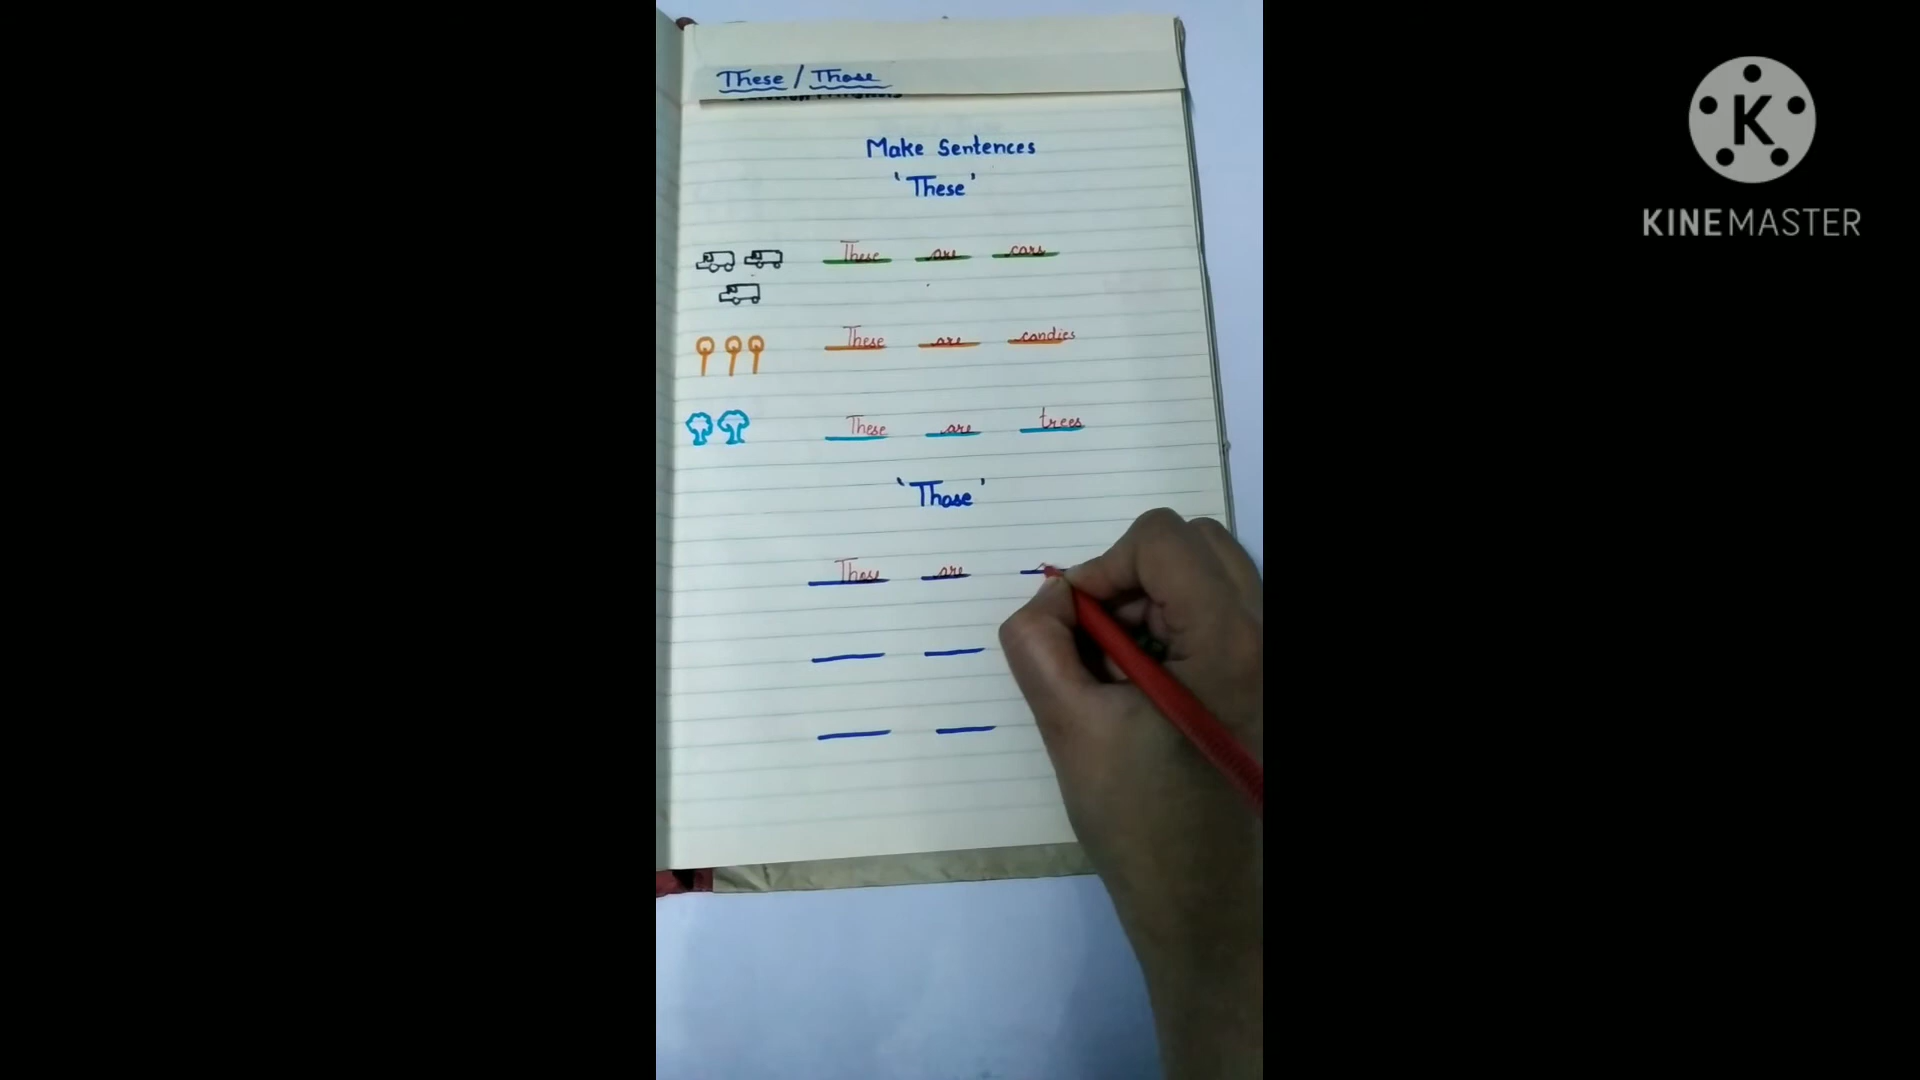 These / Those
Make Sentences
'These'
These are cars
These are candies
These are trees
'Those'
Those are
K
KINEMASTER